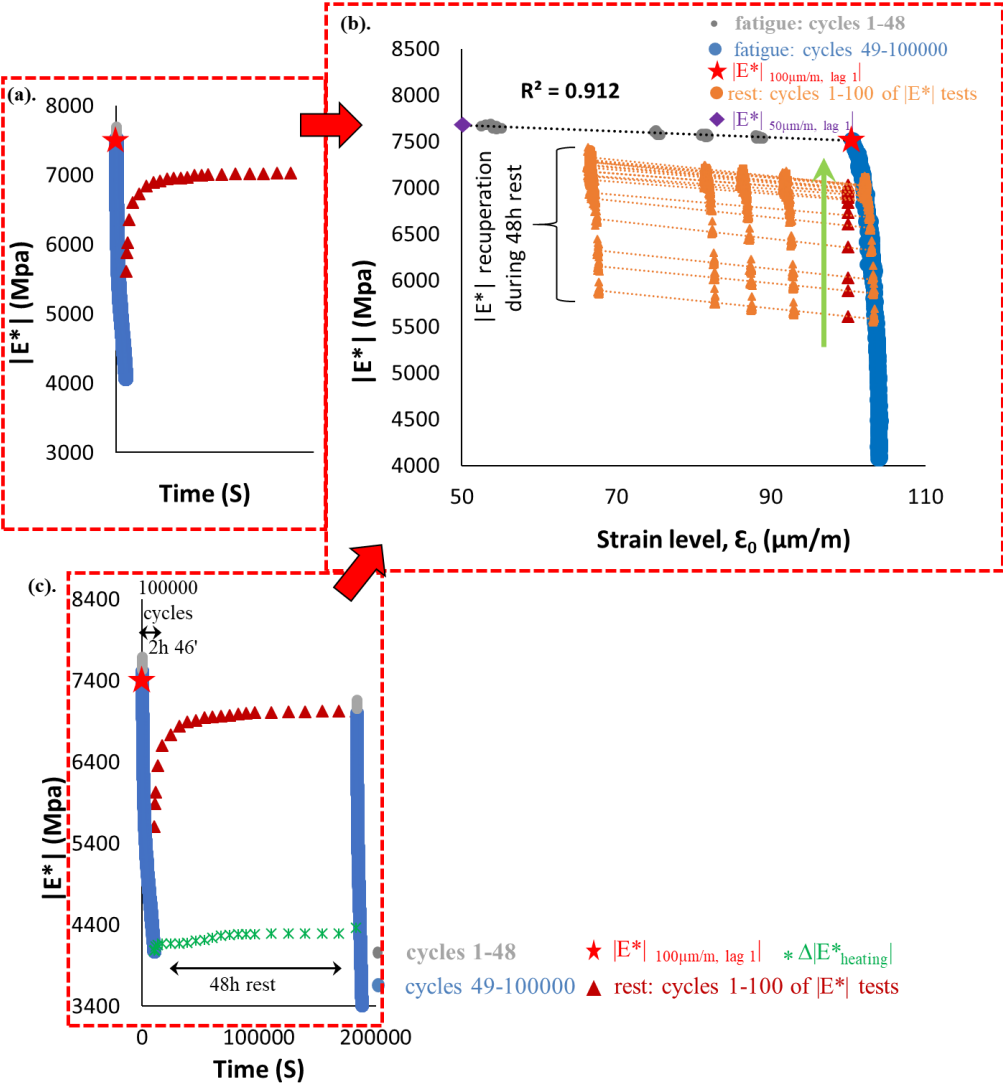 (a).
8000
7000
6000
5000
4000
3000
|E*| (Mpa)
Time (S)
(b).
fatigue: cycles 1-48
fatigue: cycles 49-100000
|E*| 100µm/m, lag 1|
rest: cycles 1-100 of |E*| tests
|E*| 50µm/m, lag 1|
R² = 0.912
8500
8000
7500
7000
6500
6000
5500
5000
4500
4000
|E*| (Mpa)
|E*| recuperation
during 48h rest
50
70
90
110
Strain level, Ɛ0 (µm/m)
(c).
100000
cycles
2h 46'
8400
7400
6400
5400
4400
3400
|E*| (Mpa)
48h rest
0
100000
200000
Time (S)
cycles 1-48
|E*| 100µm/m, lag 1|
* Δ|E*heating|
cycles 49-100000
rest: cycles 1-100 of |E*| tests